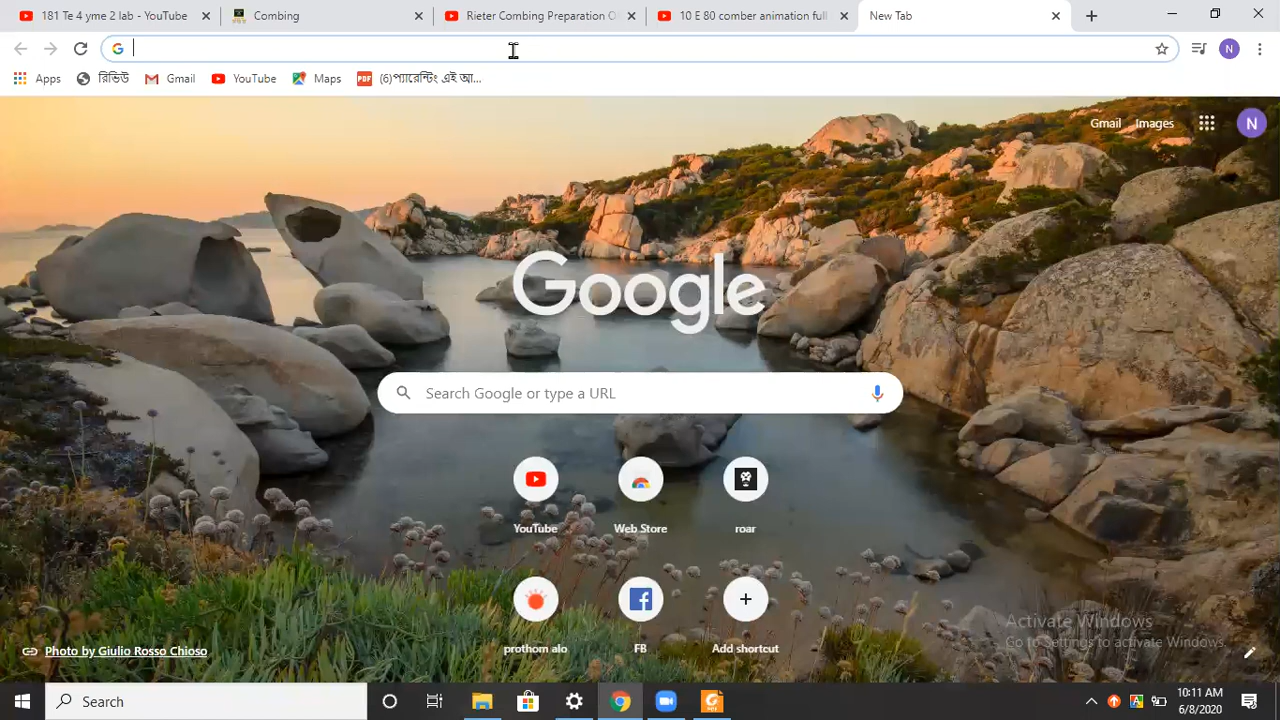 181 Te 4 yme 2 lab - YouTube
Combing
Rieter Combing Preparation O
10 E 80 comber animation full
New Tab
Apps
রিভিউ
Gmail
YouTube
Maps
PDF
(6)প্যারেন্টিং এই আ...
Gmail
Images
N
N
Google
Search Google or type a URL
YouTube
Web Store
roar
prothom alo
FB
Add shortcut
Activate Windows
Go to Settings to activate Windows.
Photo by Giulio Rosso Chioso
Search
10:11 AM
6/8/2020